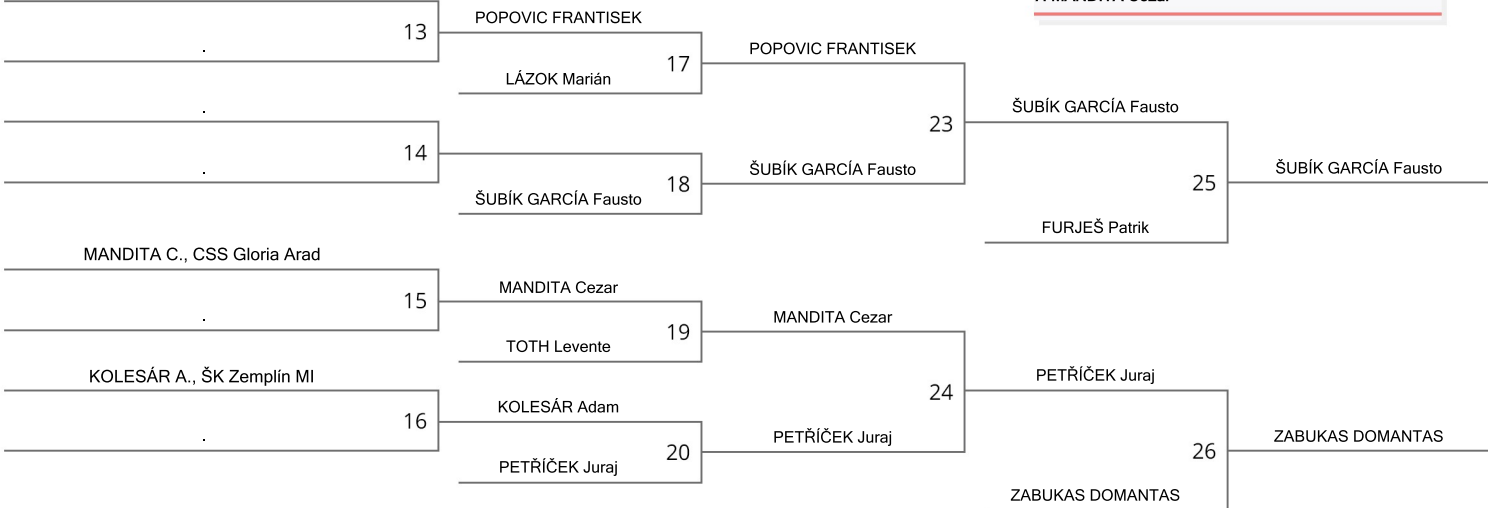 POPOVIC FRANTISEK
13
.
POPOVIC FRANTISEK
17
LÁZOK Marián
.
ŠUBÍK GARCÍA Fausto
23
14
.
ŠUBÍK GARCÍA Fausto
ŠUBÍK GARCÍA Fausto
18
25
ŠUBÍK GARCÍA Fausto
FURJEŠ Patrik
MANDITA C., CSS Gloria Arad
15
MANDITA Cezar
.
MANDITA Cezar
19
TOTH Levente
KOLESÁR A., ŠK Zemplín MI
PETŘÍČEK Juraj
24
KOLESÁR Adam
16
.
PETŘÍČEK Juraj
20
PETŘÍČEK Juraj
26
ZABUKAS DOMANTAS
ZABUKAS DOMANTAS